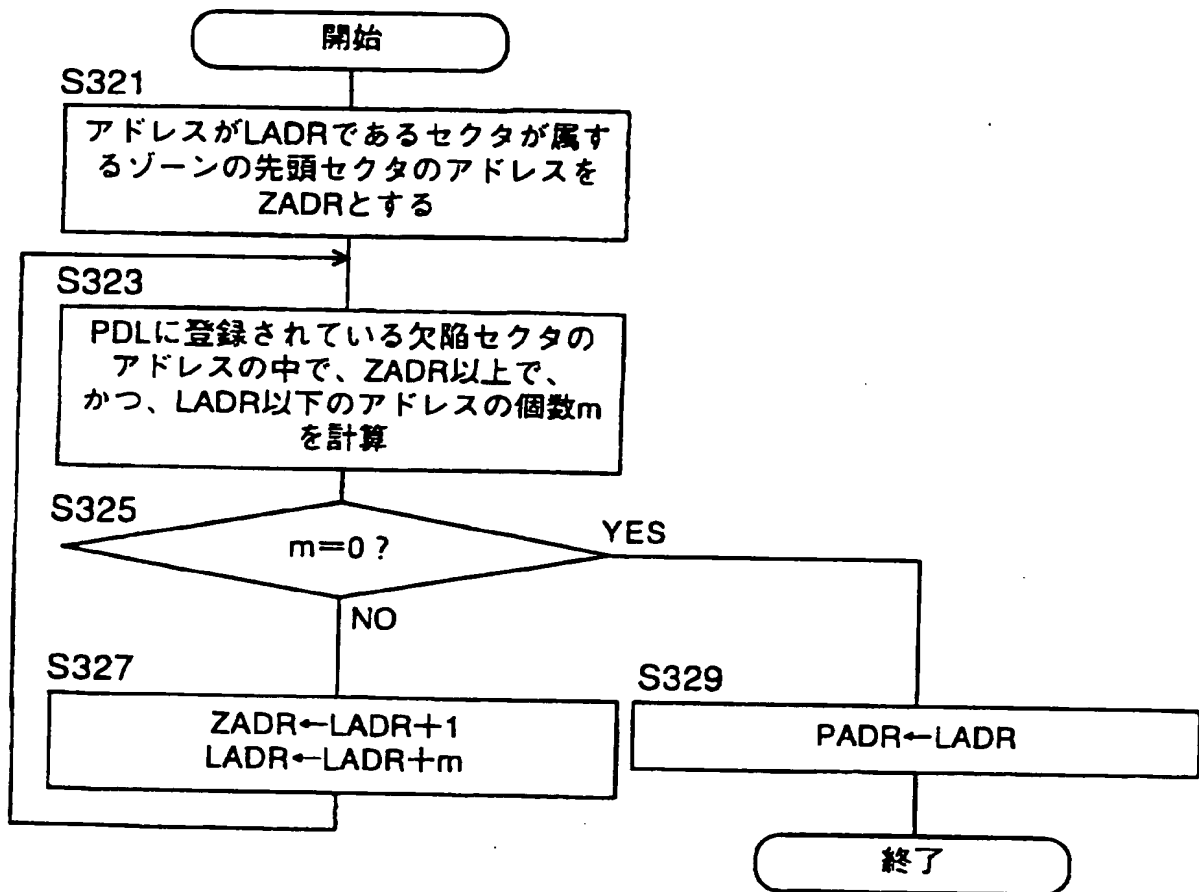 開始
S321
アドレスがLADRであるセクタが属す
るゾーンの先頭セクタのアドレスを
ZADRとする
S323
PDLに登録されている欠陥セクタの
アドレスの中で、ZADR以上で、
かつ、LADR以下のアドレスの個数m
を計算
S325
m=0?
YES
NO
S327
ZADR←LADR+1
LADR←LADR+m
S329
PADR←LADR
終了